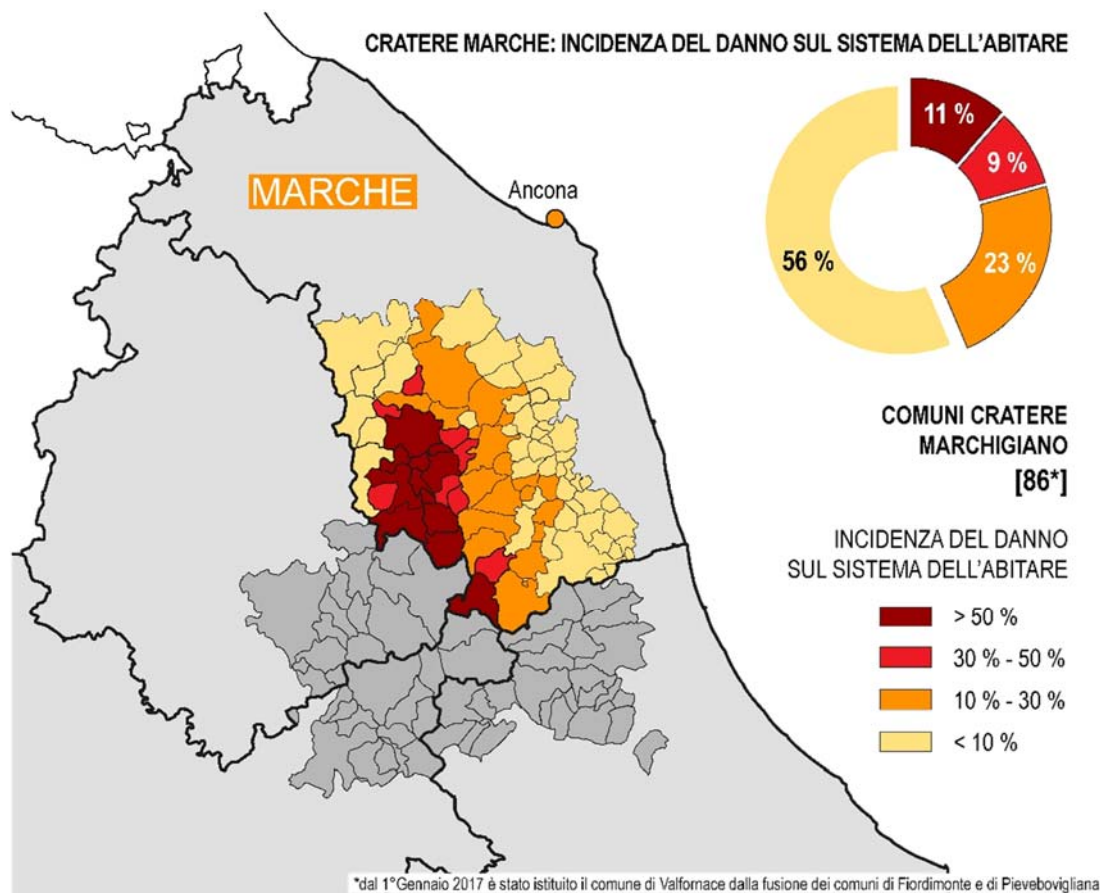 CRATERE MARCHE: INCIDENZA DEL DANNO SUL SISTEMA DELL'ABITARE
11 %
9 %
23 %
56 %
MARCHE
Ancona
COMUNI CRATERE
MARCHIGIANO
[86*]
INCIDENZA DEL DANNO
SUL SISTEMA DELL'ABITARE
> 50 %
30 % - 50 %
10 % - 30 %
< 10 %
*dal 1°Gennaio 2017 è stato istituito il comune di Valfornace dalla fusione dei comuni di Fiordimonte e di Pievebovigliana